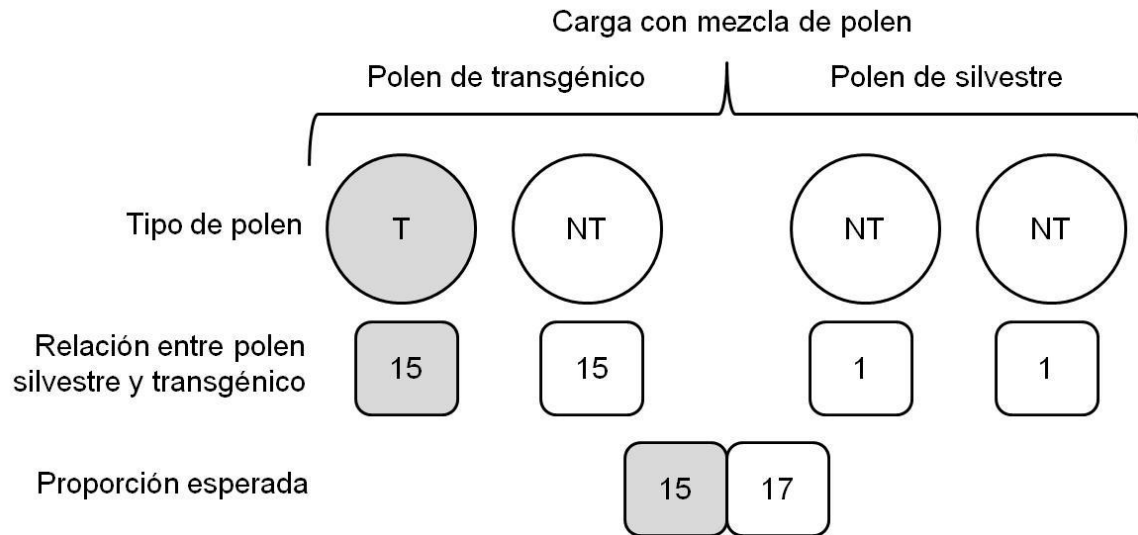 Carga con mezcla de polen
Polen de transgénico
Polen de silvestre
Tipo de polen
T
NT
NT
NT
Relación entre polen
silvestre y transgénico
15
15
1
1
Proporción esperada
15
17